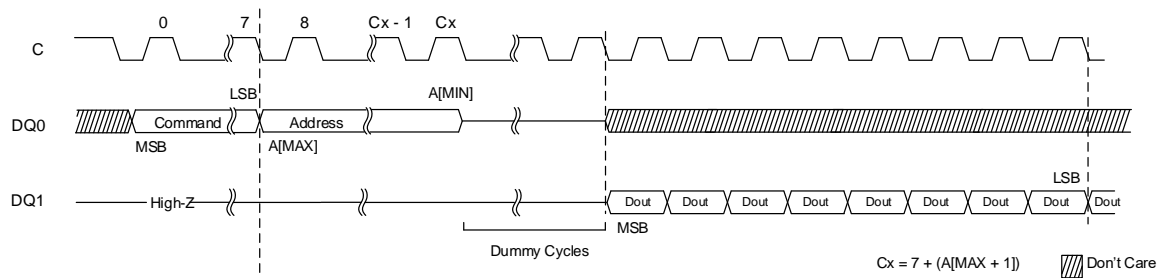 0 7 8 Cx - 1 Cx
C
LSB A[MIN]
DQ0 Command Address
MSB A[MAX]
LSB
DQ1 High-Z Dout Dout Dout Dout Dout Dout Dout Dout Dout
MSB
Dummy Cycles
Cx = 7 + (A[MAX + 1]) Don't Care